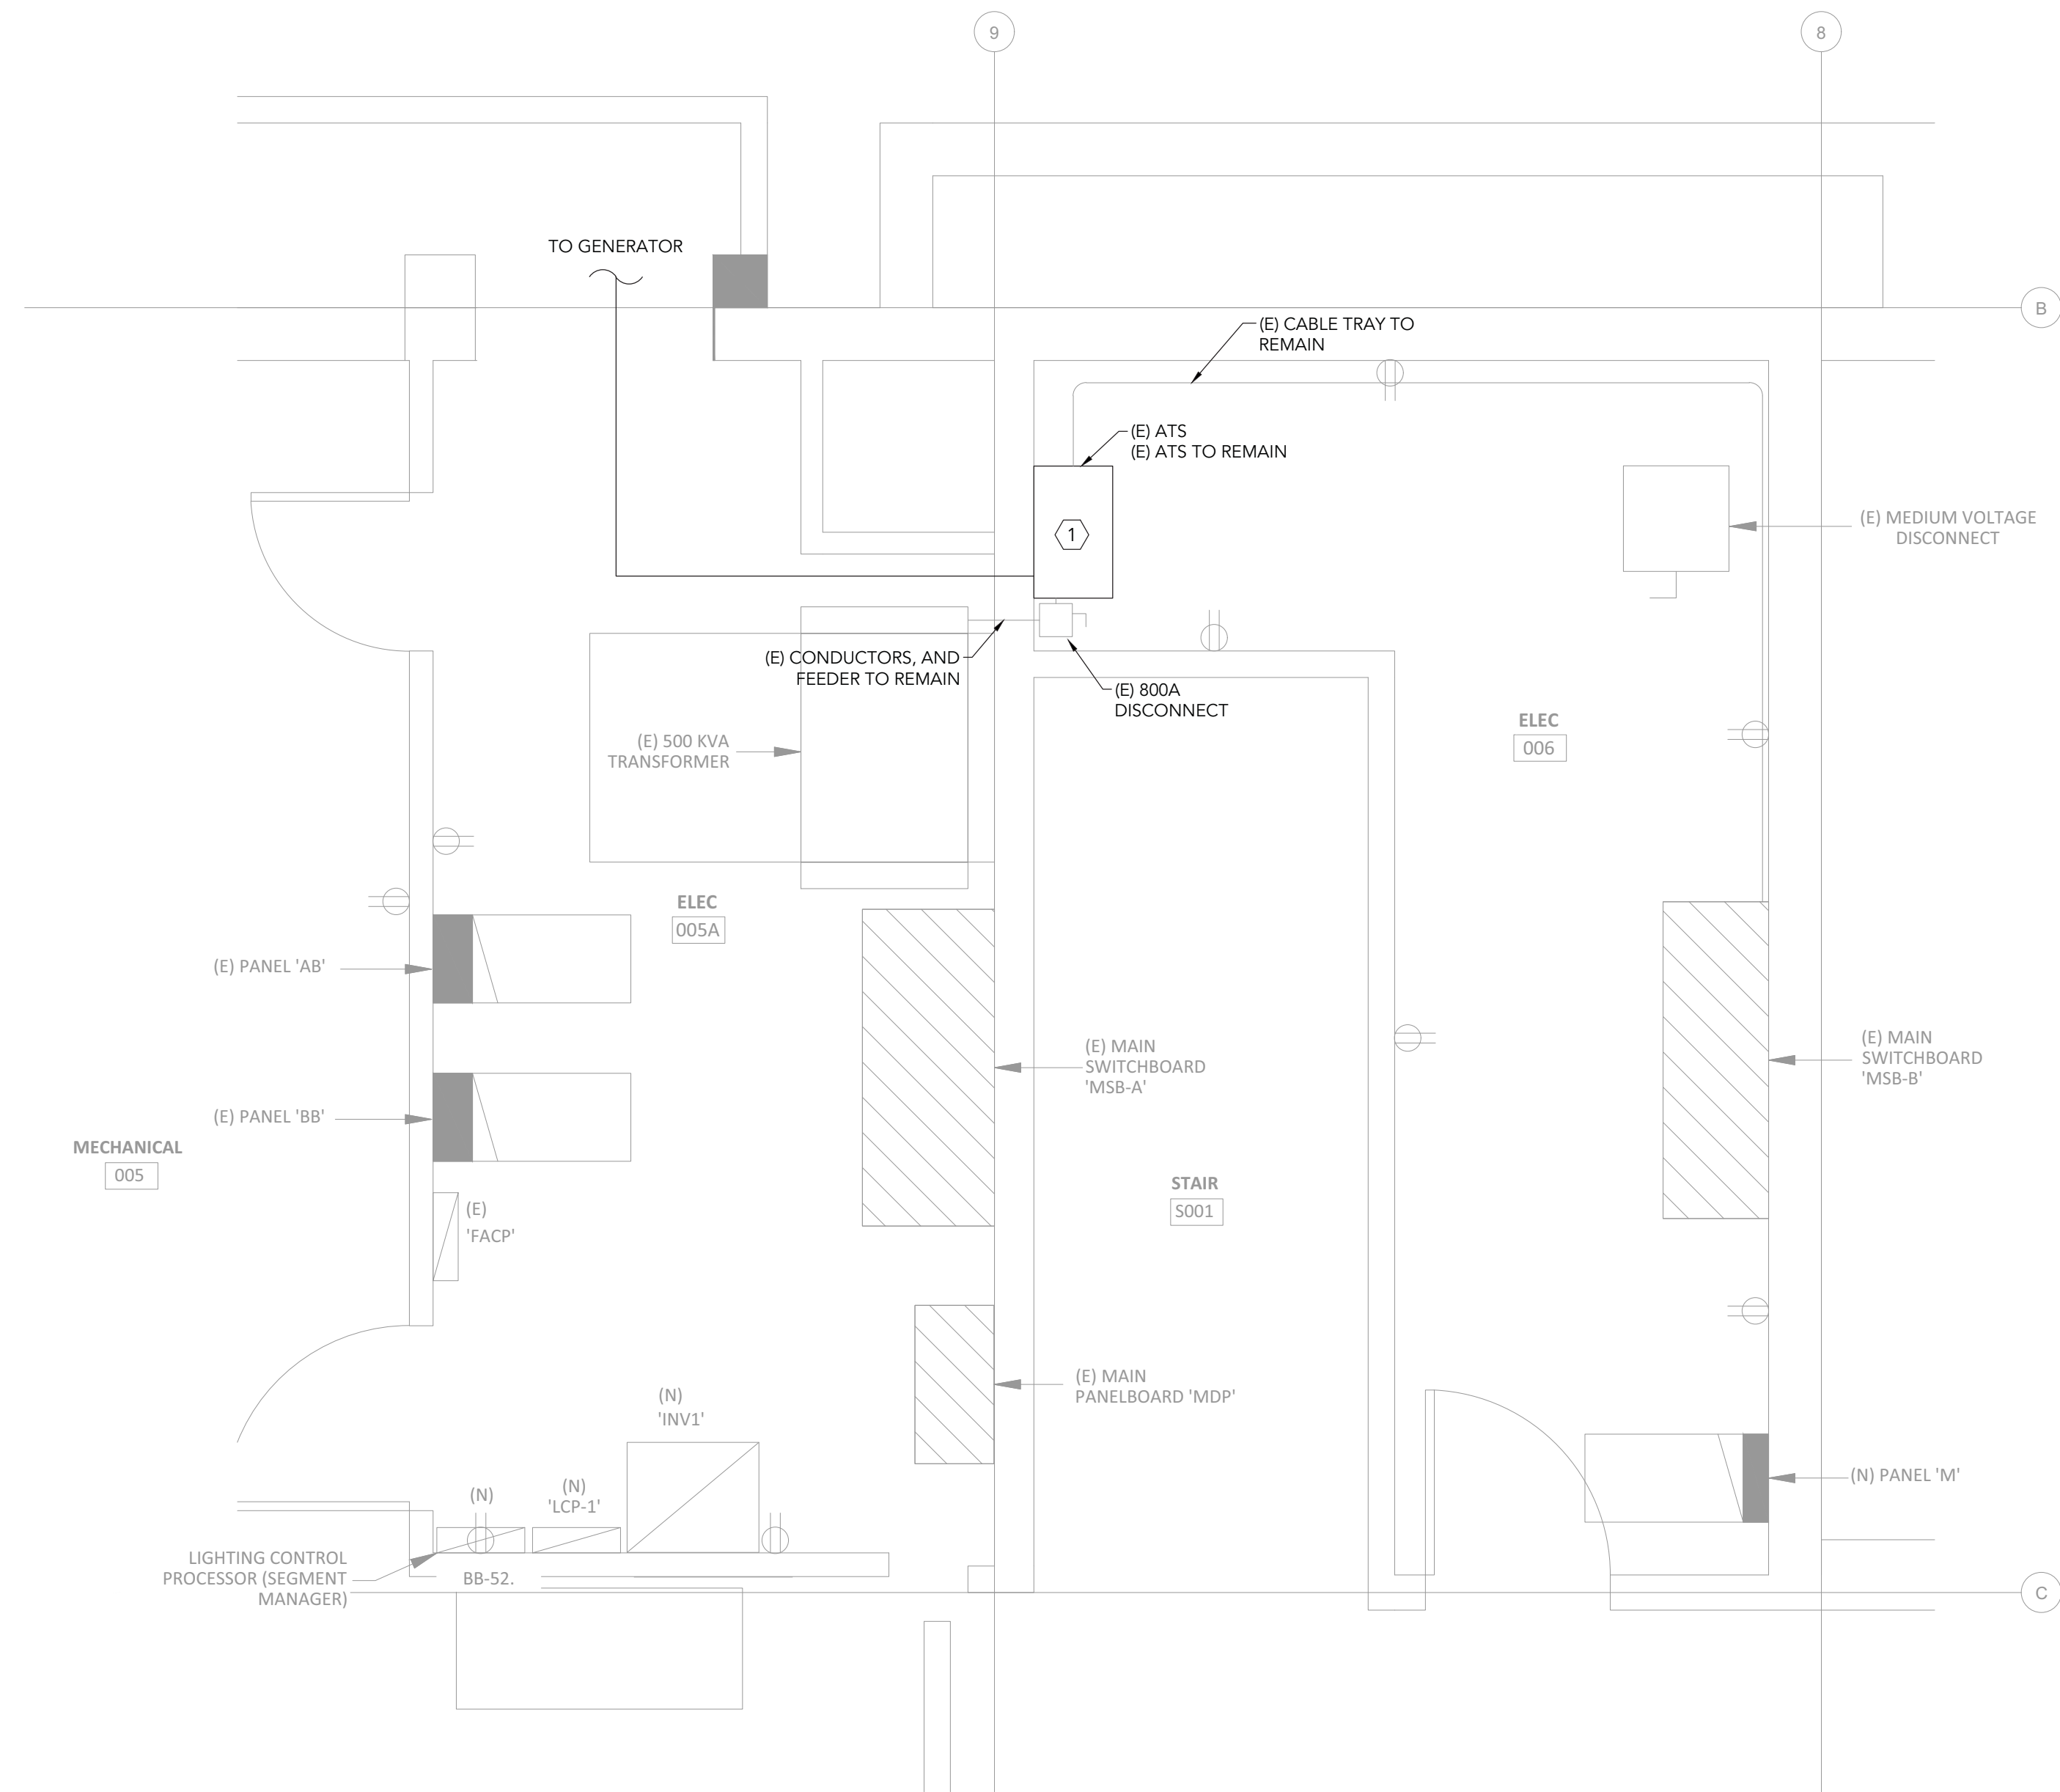 9
8
TO GENERATOR
B
(E) CABLE TRAY TO
REMAIN
(E) ATS
(E) ATS TO REMAIN
1
(E) MEDIUM VOLTAGE
DISCONNECT
(E) CONDUCTORS, AND
FEEDER TO REMAIN
(E) 800A
DISCONNECT
(E) 500 KVA
TRANSFORMER
ELEC
006
ELEC
005A
(E) PANEL 'AB'
(E) MAIN
SWITCHBOARD
'MSB-A'
(E) MAIN
SWITCHBOARD
'MSB-B'
(E) PANEL 'BB'
MECHANICAL
005
STAIR
S001
(E)
'FACP'
(E) MAIN
PANELBOARD 'MDP'
(N)
'INV1'
(N)
(N)
'LCP-1'
(N) PANEL 'M'
LIGHTING CONTROL
PROCESSOR (SEGMENT
MANAGER)
BB-52.
C